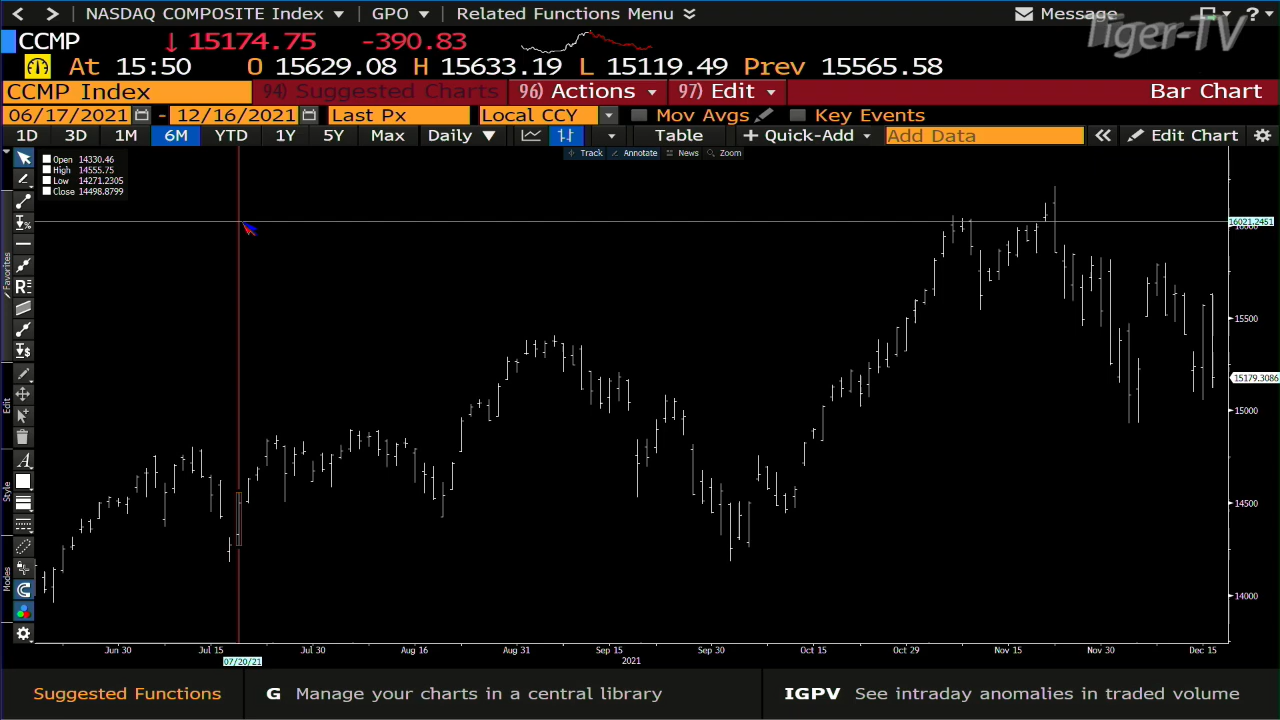 NASDAQ COMPOSITE Index GPO Related Functions Menu Message ?
Tiger-TV
CCMP ↓ 15174.75 -390.83
At 15:50 O 15629.08 H 15633.19 L 15119.49 Prev 15565.58
CCMP Index 94) Suggested Charts 96) Actions 97) Edit Bar Chart
06/17/2021 - 12/16/2021 Last Px Local CCY Mov Avgs Key Events
1D 3D 1M 6M YTD 1Y 5Y Max Daily ▼ Table + Quick-Add Add Data « Edit Chart
Track Annotate News Zoom
Open 14330.46
High 14555.75
Low 14271.2305
Close 14498.8799
16021.2451
16000
15500
15179.3086
15000
14500
14000
Favorites
Edit
Style
Modes
Jun 30 Jul 15 Jul 30 Aug 16 Aug 31 Sep 15 Sep 30 Oct 15 Oct 29 Nov 15 Nov 30 Dec 15
07/20/21 2021
Suggested Functions G Manage your charts in a central library IGPV See intraday anomalies in traded volume